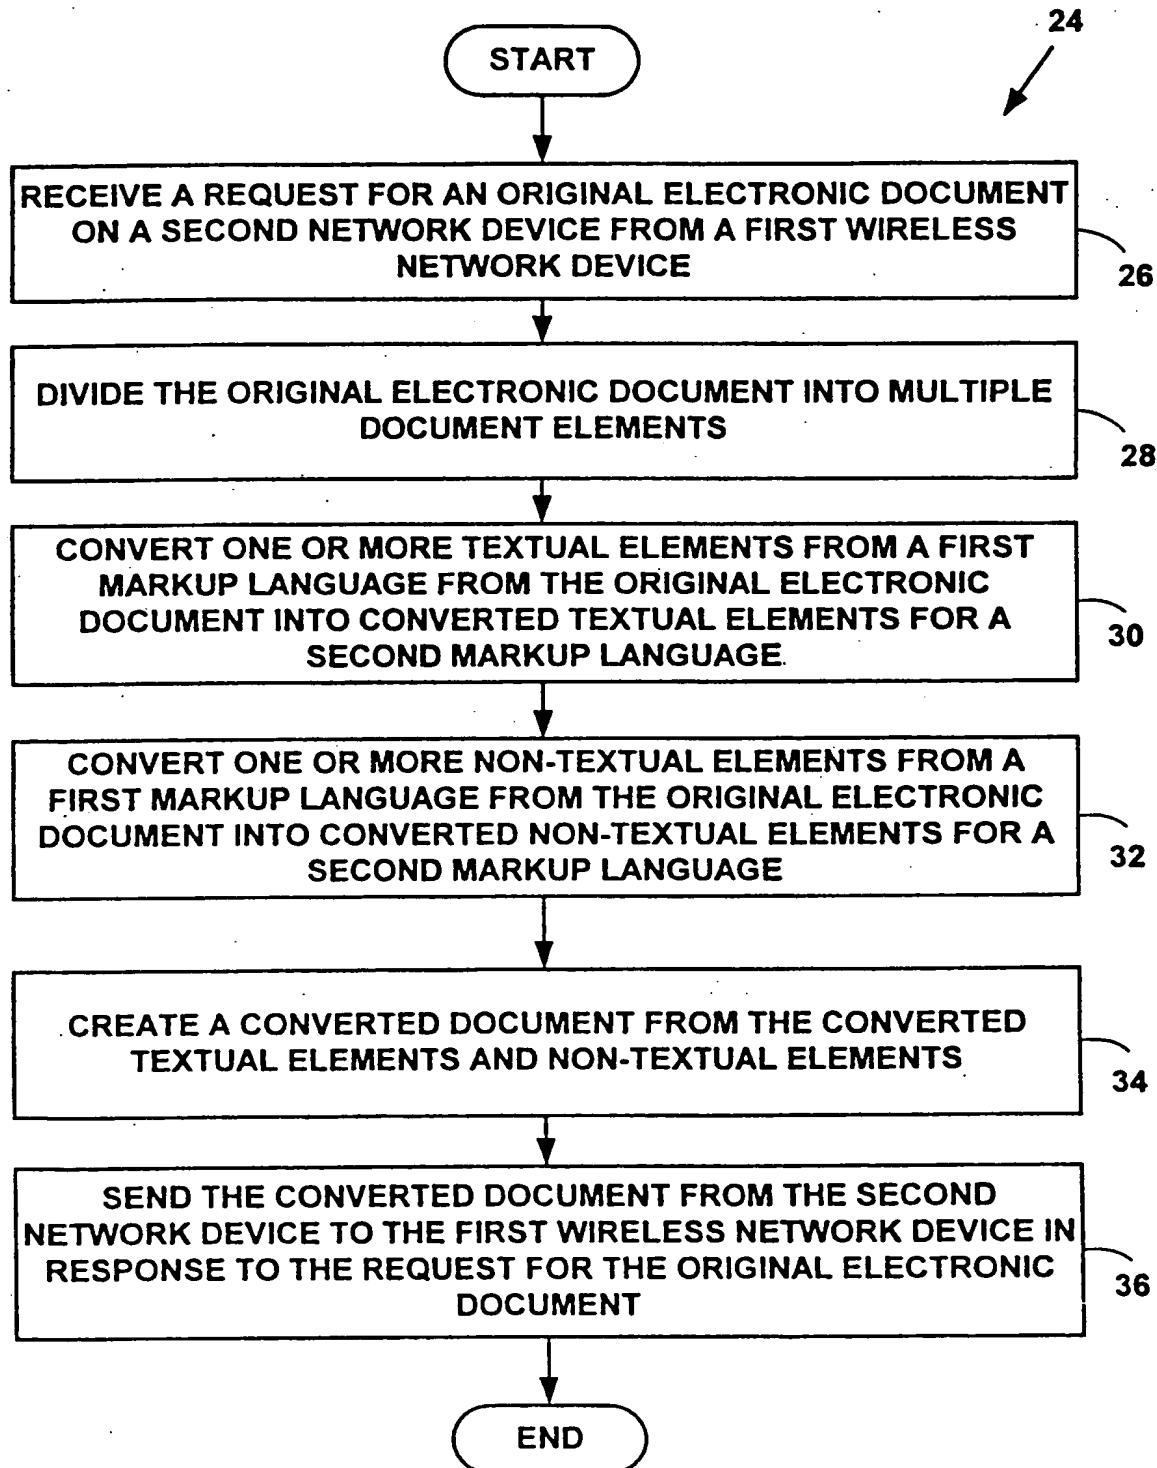 24
START
RECEIVE A REQUEST FOR AN ORIGINAL ELECTRONIC DOCUMENT
ON A SECOND NETWORK DEVICE FROM A FIRST WIRELESS
NETWORK DEVICE
26
DIVIDE THE ORIGINAL ELECTRONIC DOCUMENT INTO MULTIPLE
DOCUMENT ELEMENTS
28
CONVERT ONE OR MORE TEXTUAL ELEMENTS FROM A FIRST
MARKUP LANGUAGE FROM THE ORIGINAL ELECTRONIC
DOCUMENT INTO CONVERTED TEXTUAL ELEMENTS FOR A
SECOND MARKUP LANGUAGE
30
CONVERT ONE OR MORE NON-TEXTUAL ELEMENTS FROM A
FIRST MARKUP LANGUAGE FROM THE ORIGINAL ELECTRONIC
DOCUMENT INTO CONVERTED NON-TEXTUAL ELEMENTS FOR A
SECOND MARKUP LANGUAGE
32
CREATE A CONVERTED DOCUMENT FROM THE CONVERTED
TEXTUAL ELEMENTS AND NON-TEXTUAL ELEMENTS
34
SEND THE CONVERTED DOCUMENT FROM THE SECOND
NETWORK DEVICE TO THE FIRST WIRELESS NETWORK DEVICE IN
RESPONSE TO THE REQUEST FOR THE ORIGINAL ELECTRONIC
DOCUMENT
36
END